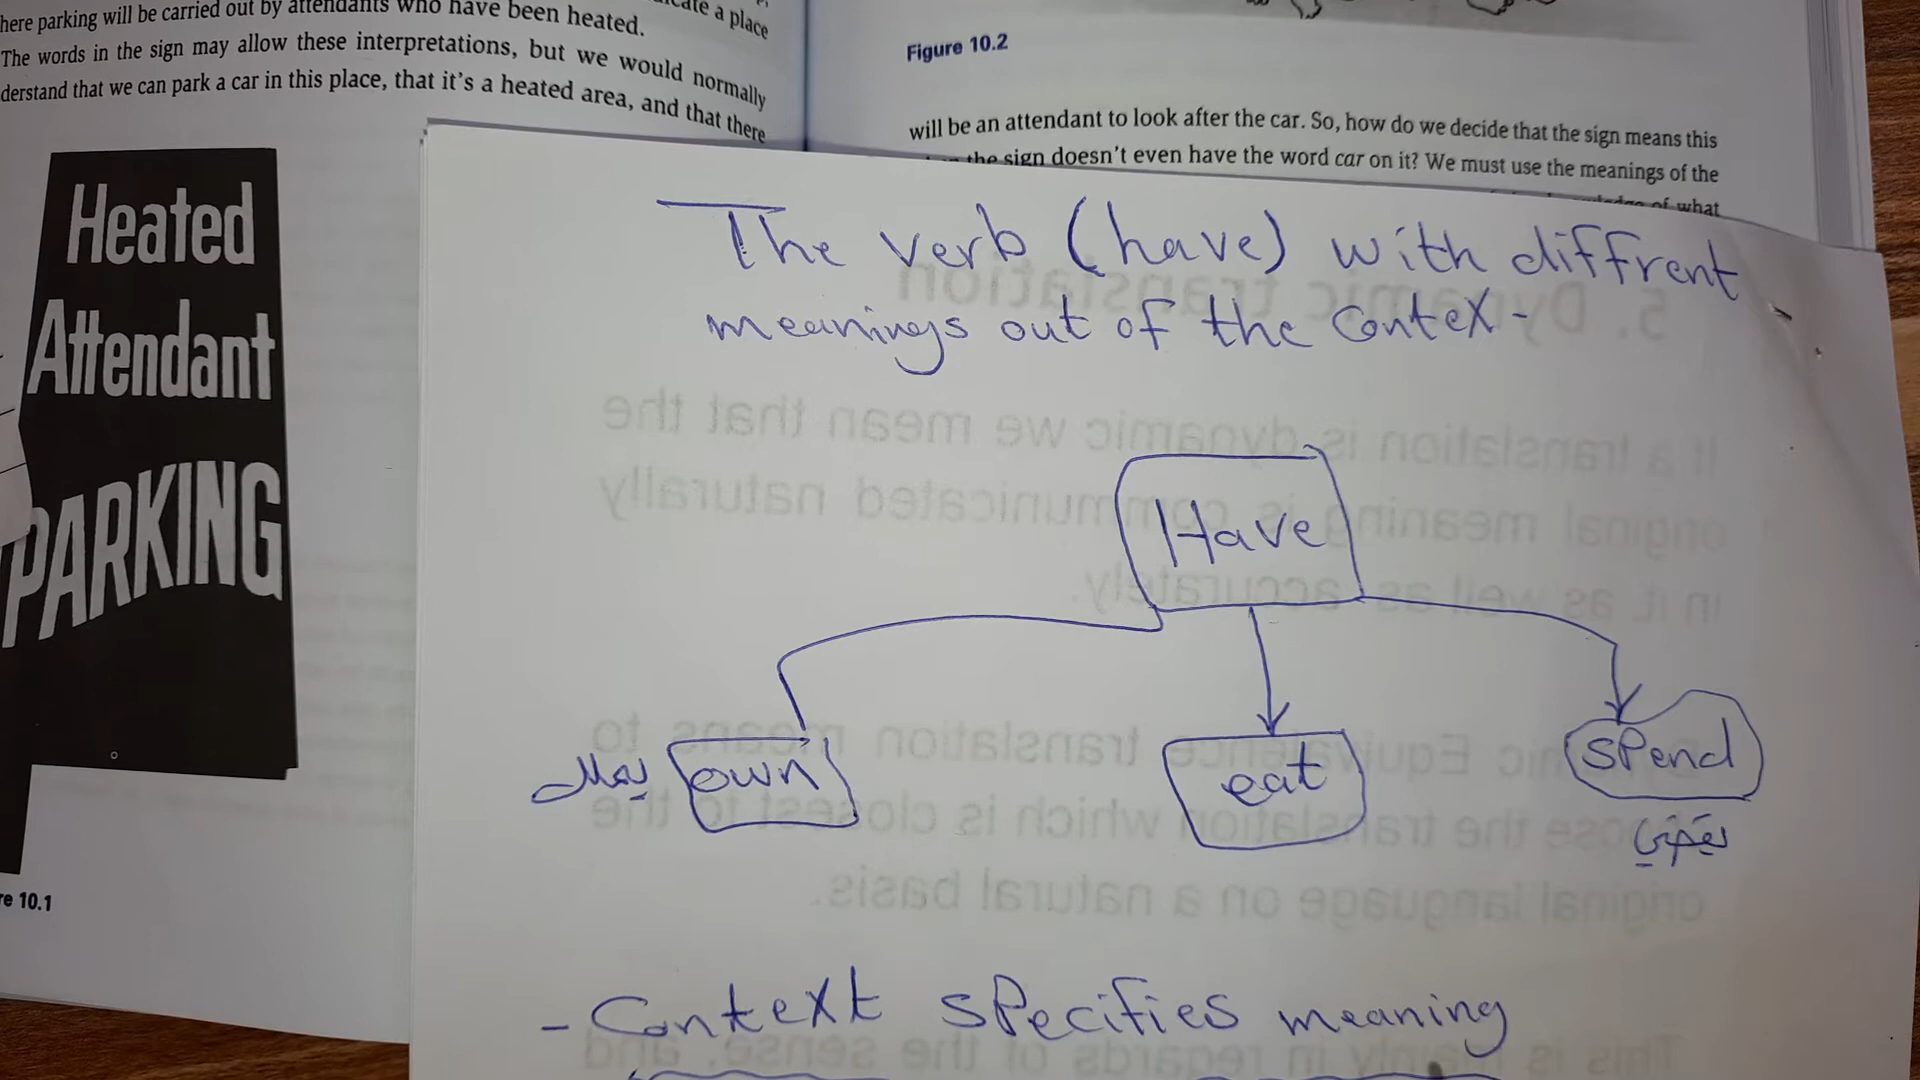 here parking will be carried out by attendants who have been heated.
The words in the sign may allow these interpretations, but we would normally
derstand that we can park a car in this place, that it's a heated area, and that there
a place
Heated
Attendant
PARKING
re 10.1
Figure 10.2
will be an attendant to look after the car. So, how do we decide that the sign means this
the sign doesn't even have the word car on it? We must use the meanings of the
of what
The verb (have) with diffrent
meanings out of the Contex-
Have
يملك own
eat
spend
يقضي
- Context specifies meaning